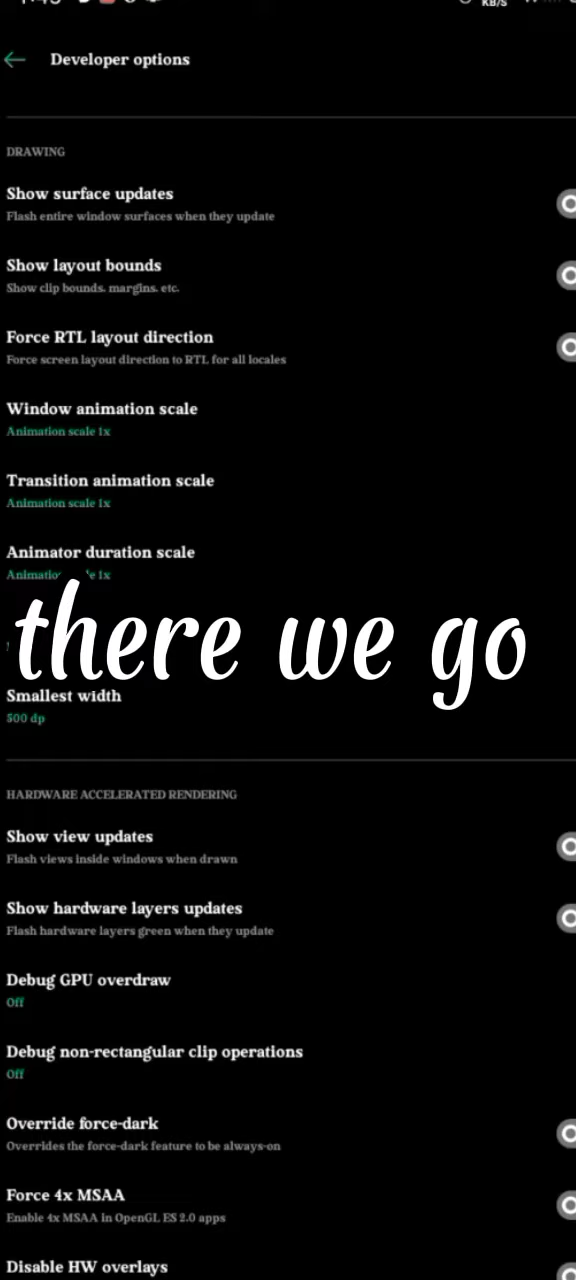 KB/S
Developer options
DRAWING
Show surface updates
Flash entire window surfaces when they update
Show layout bounds
Show clip bounds, margins, etc.
Force RTL layout direction
Force screen layout direction to RTL for all locales
Window animation scale
Animation scale 1x
Transition animation scale
Animation scale 1x
Animator duration scale
1x
there we go
Smallest width
500 dp
HARDWARE ACCELERATED RENDERING
Show view updates
Flash views inside windows when drawn
Show hardware layers updates
Flash hardware layers green when they update
Debug GPU overdraw
Off
Debug non-rectangular clip operations
Off
Override force-dark
Overrides the force-dark feature to be always-on
Force 4x MSAA
Enable 4x MSAA in OpenGL ES 2.0 apps
Disable HW overlays